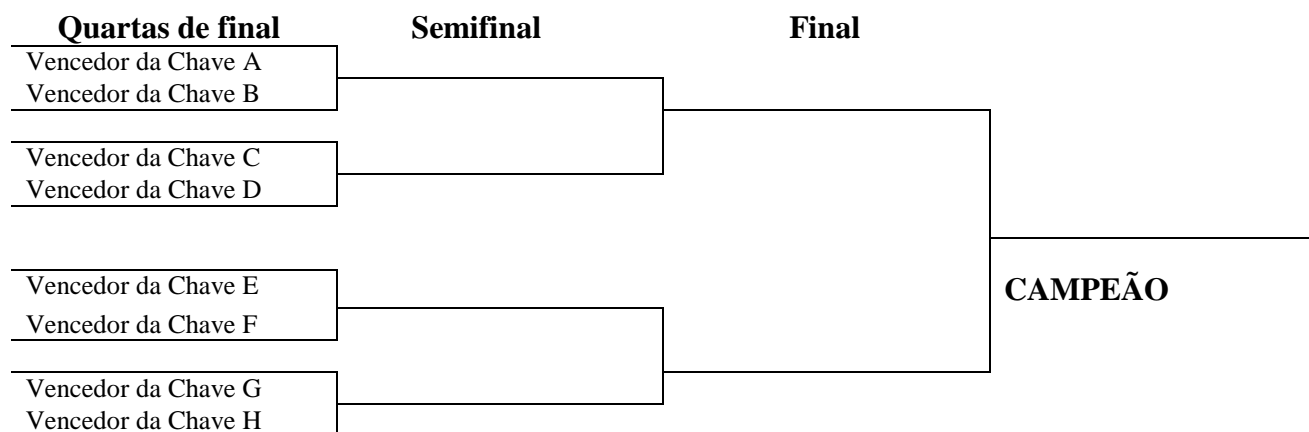 Quartas de final Semifinal Final
Vencedor da Chave A
Vencedor da Chave B
Vencedor da Chave C
Vencedor da Chave D
Vencedor da Chave E
Vencedor da Chave F
Vencedor da Chave G
Vencedor da Chave H
CAMPEÃO